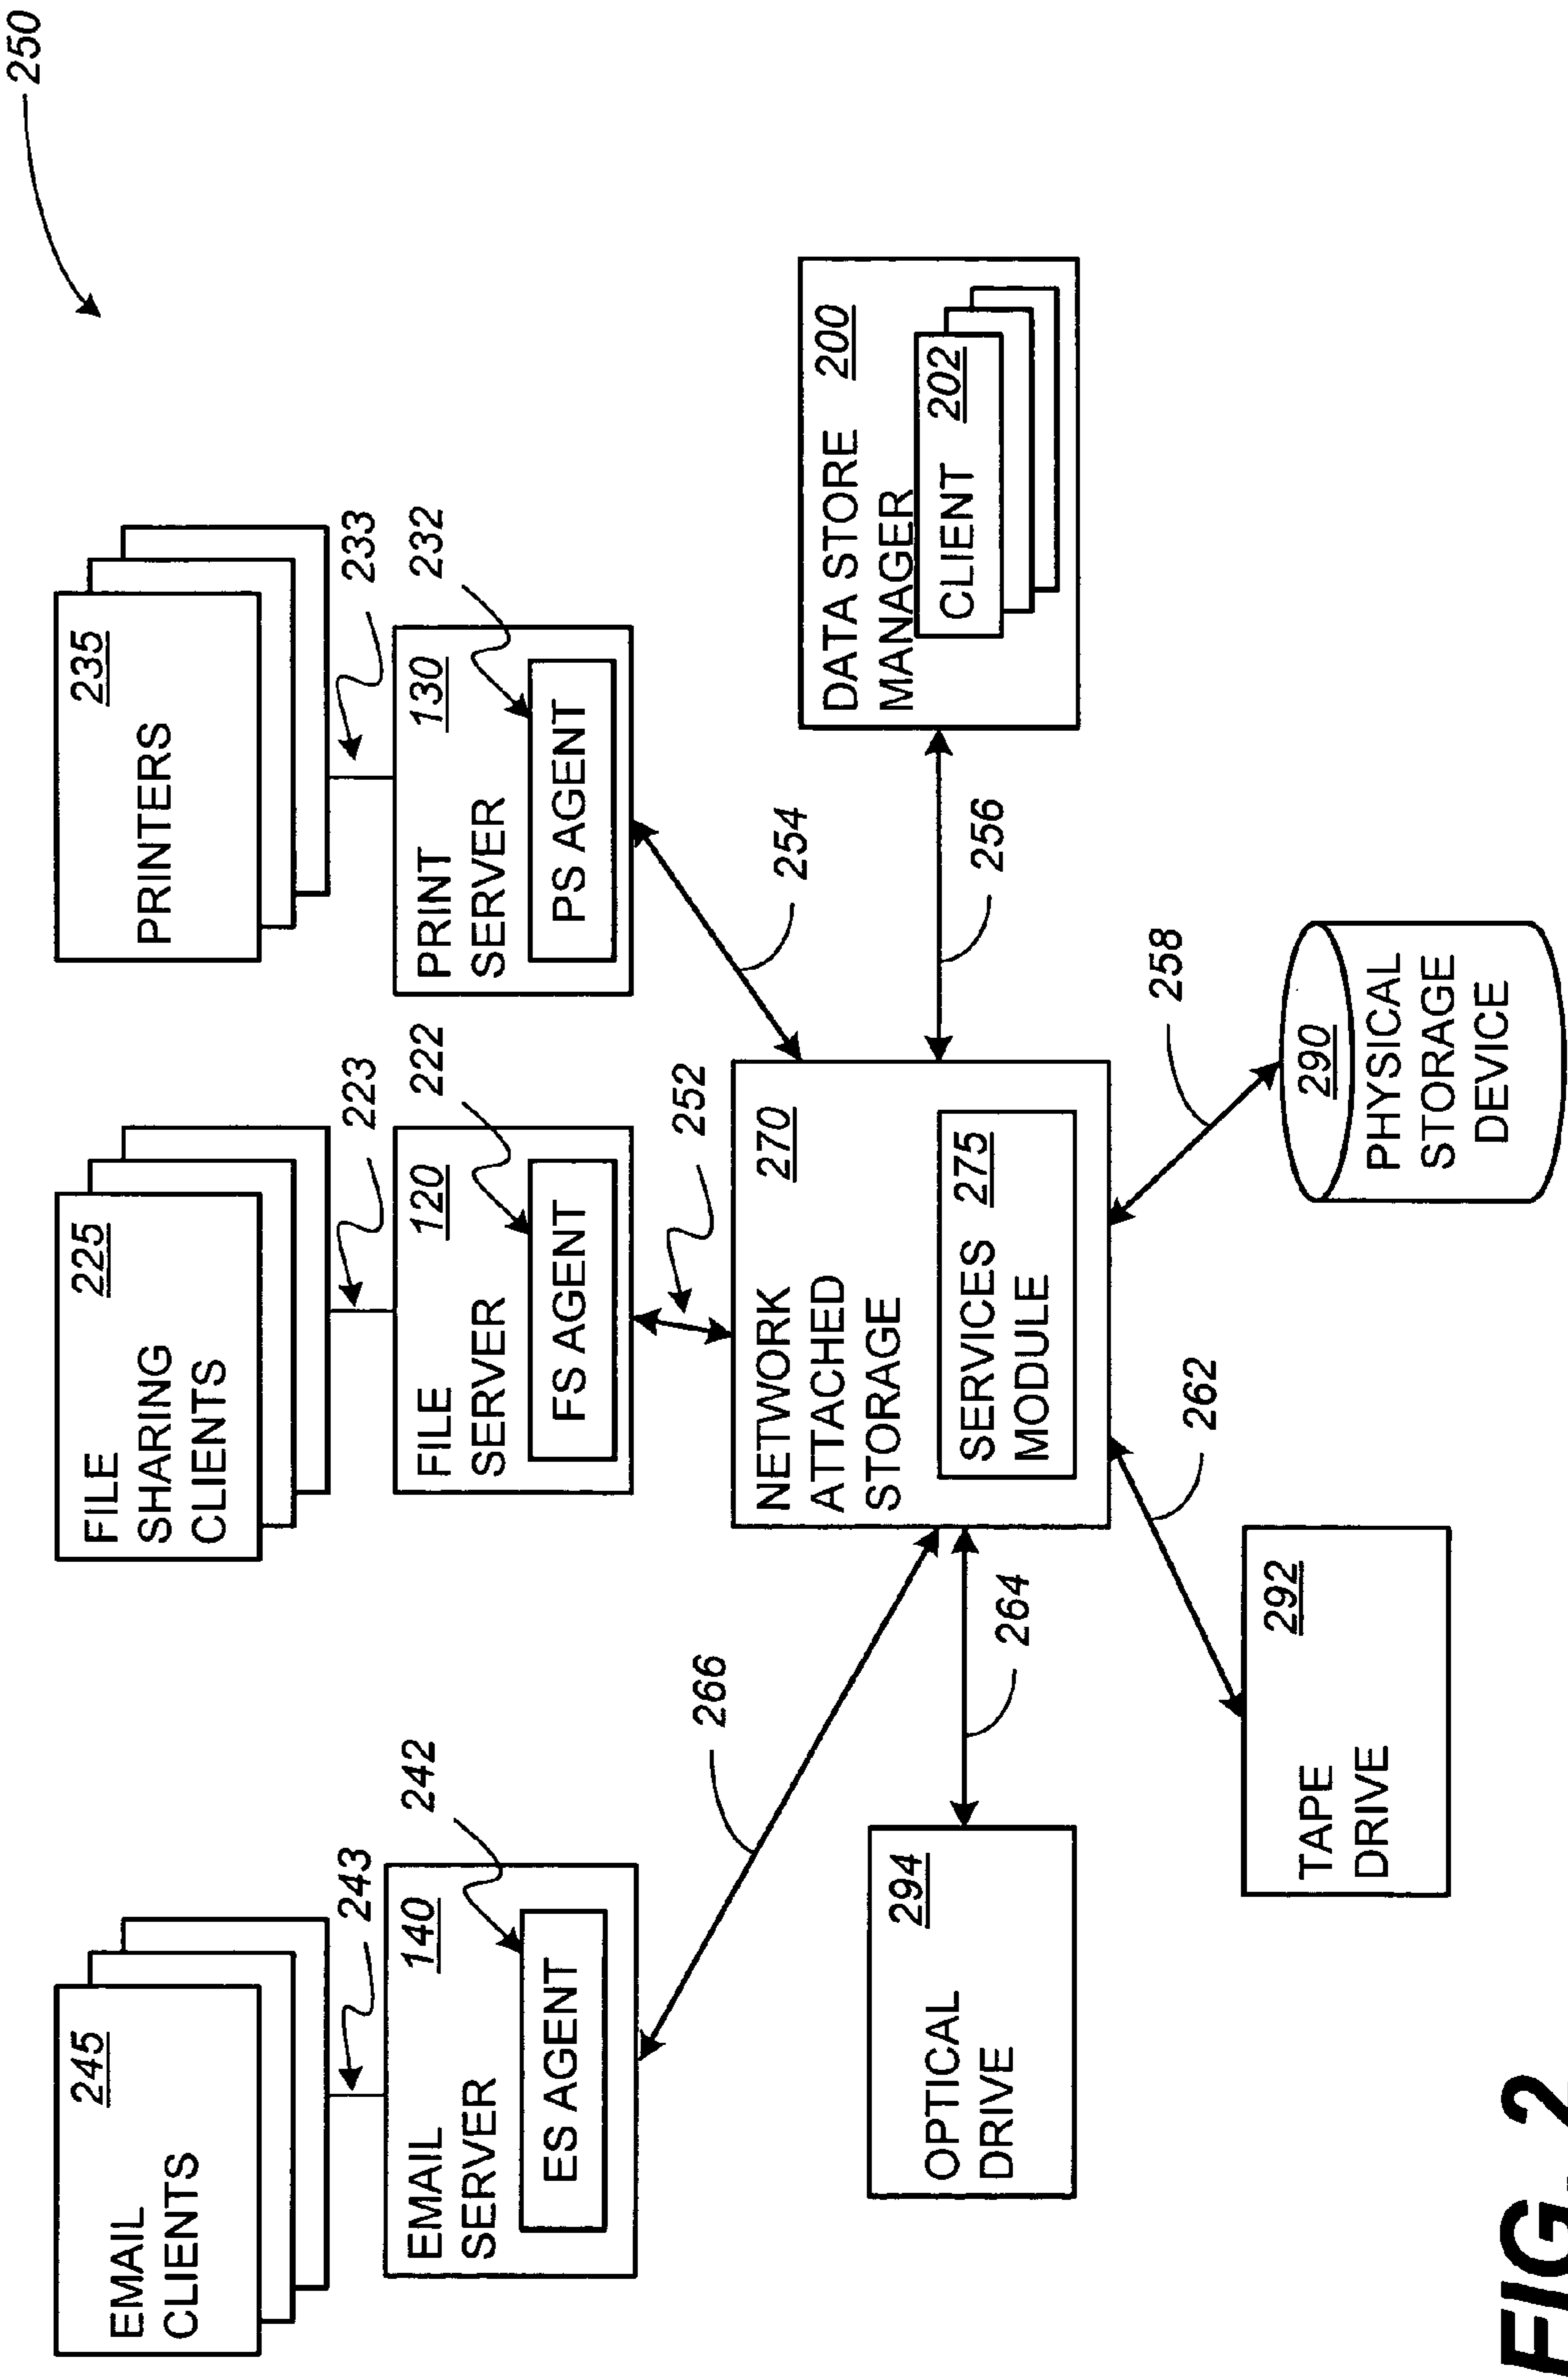 250
245
EMAIL
CLIENTS
225
FILE
SHARING
CLIENTS
235
PRINTERS
243
223
233
140
EMAIL
SERVER
242
ES AGENT
120
FILE
SERVER
222
FS AGENT
130
PRINT
SERVER
232
PS AGENT
266
252
254
294
OPTICAL
DRIVE
264
NETWORK 270
ATTACHED
STORAGE
SERVICES 275
MODULE
256
DATA STORE 200
MANAGER
CLIENT 202
262
258
292
TAPE
DRIVE
290
PHYSICAL
STORAGE
DEVICE
FIG. 2